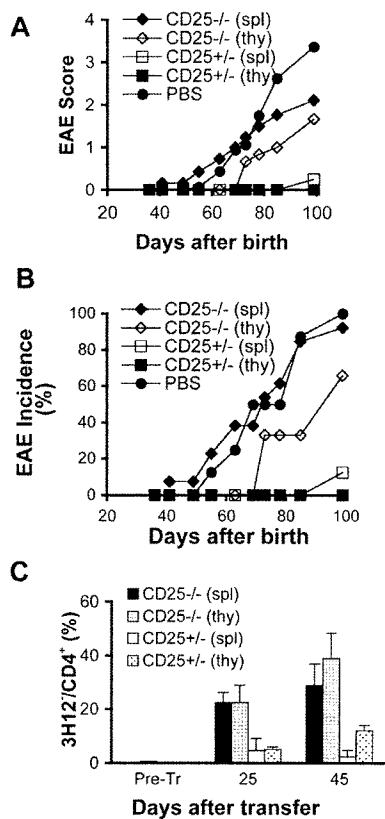 A
CD25-/- (spl)
CD25-/- (thy)
CD25+/- (spl)
CD25+/- (thy)
PBS
EAE Score
4
3
2
1
0
20 40 60 80 100
Days after birth
B
CD25-/- (spl)
CD25-/- (thy)
CD25+/- (spl)
CD25+/- (thy)
PBS
EAE Incidence
(%)
100
80
60
40
20
0
20 40 60 80 100
Days after birth
C
CD25-/- (spl)
CD25-/- (thy)
CD25+/- (spl)
CD25+/- (thy)
3H12-/CD4+ (%)
60
40
20
0
Pre-Tr 25 45
Days after transfer